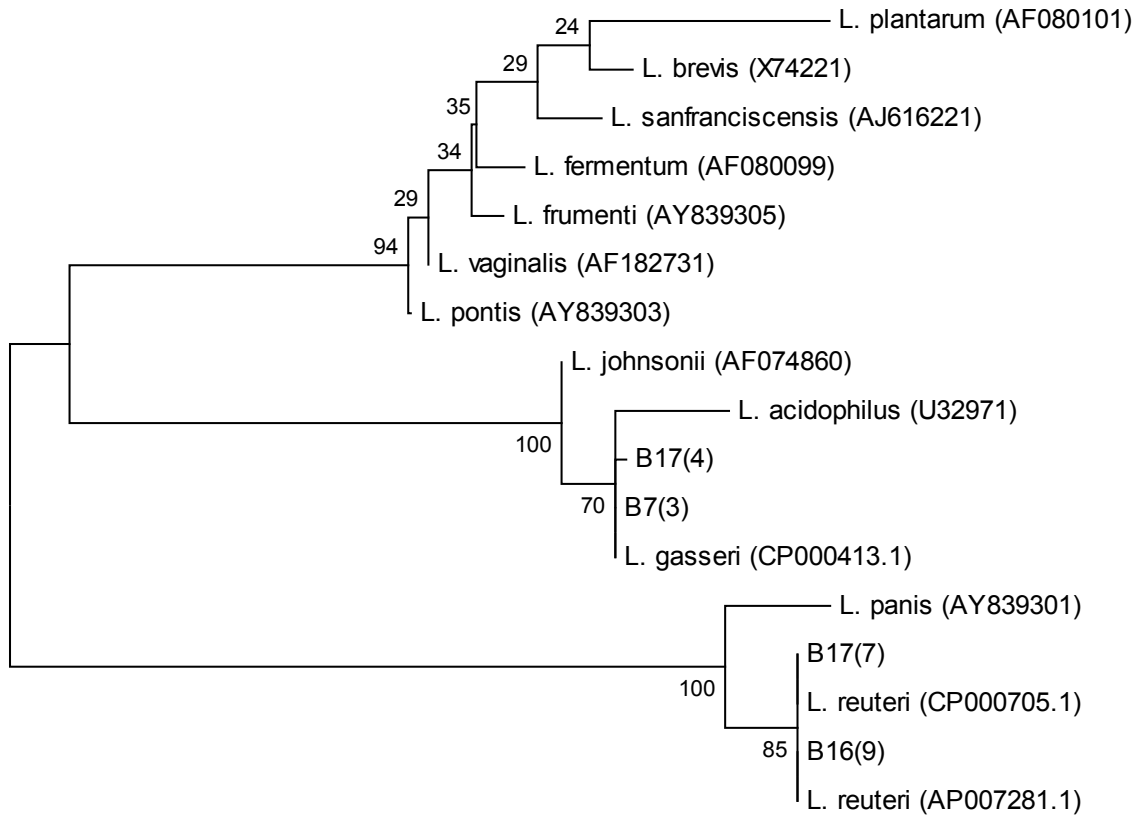 24
L. plantarum (AF080101)
29
L. brevis (X74221)
35
L. sanfranciscensis (AJ616221)
34
L. fermentum (AF080099)
29
L. frumenti (AY839305)
94
L. vaginalis (AF182731)
L. pontis (AY839303)
L. johnsonii (AF074860)
100
L. acidophilus (U32971)
B17(4)
70
B7(3)
L. gasseri (CP000413.1)
L. panis (AY839301)
100
B17(7)
L. reuteri (CP000705.1)
85
B16(9)
L. reuteri (AP007281.1)